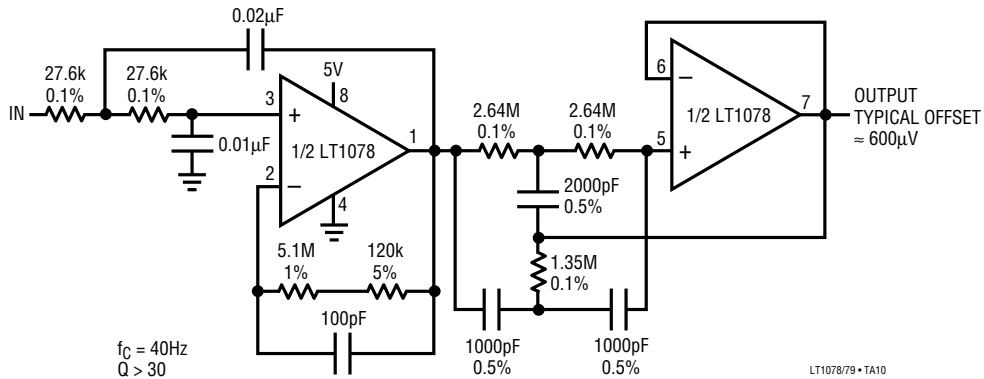 0.02μF
27.6k
0.1%
27.6k
0.1%
IN
0.01μF
5V
3
8
+
1/2 LT1078
1
2
–
4
5.1M
1%
120k
5%
100pF
fC = 40Hz
Q > 30
2.64M
0.1%
2.64M
0.1%
2000pF
0.5%
1.35M
0.1%
1000pF
0.5%
1000pF
0.5%
6
–
1/2 LT1078
7
5
+
OUTPUT
TYPICAL OFFSET
≈ 600μV
LT1078/79 • TA10